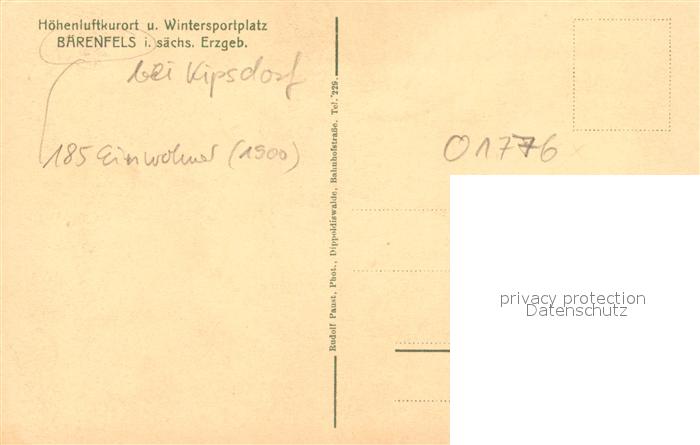 Höhenluftkurort u. Wintersportplatz
BÄRENFELS i. sächs. Erzgeb.
bei Kipsdorf
185 Einwohner (1900)
Rudolf Paust, Phot., Dippoldiswalde, Bahnhofstraße. Tel. 229.
01776
privacy protection
Datenschutz